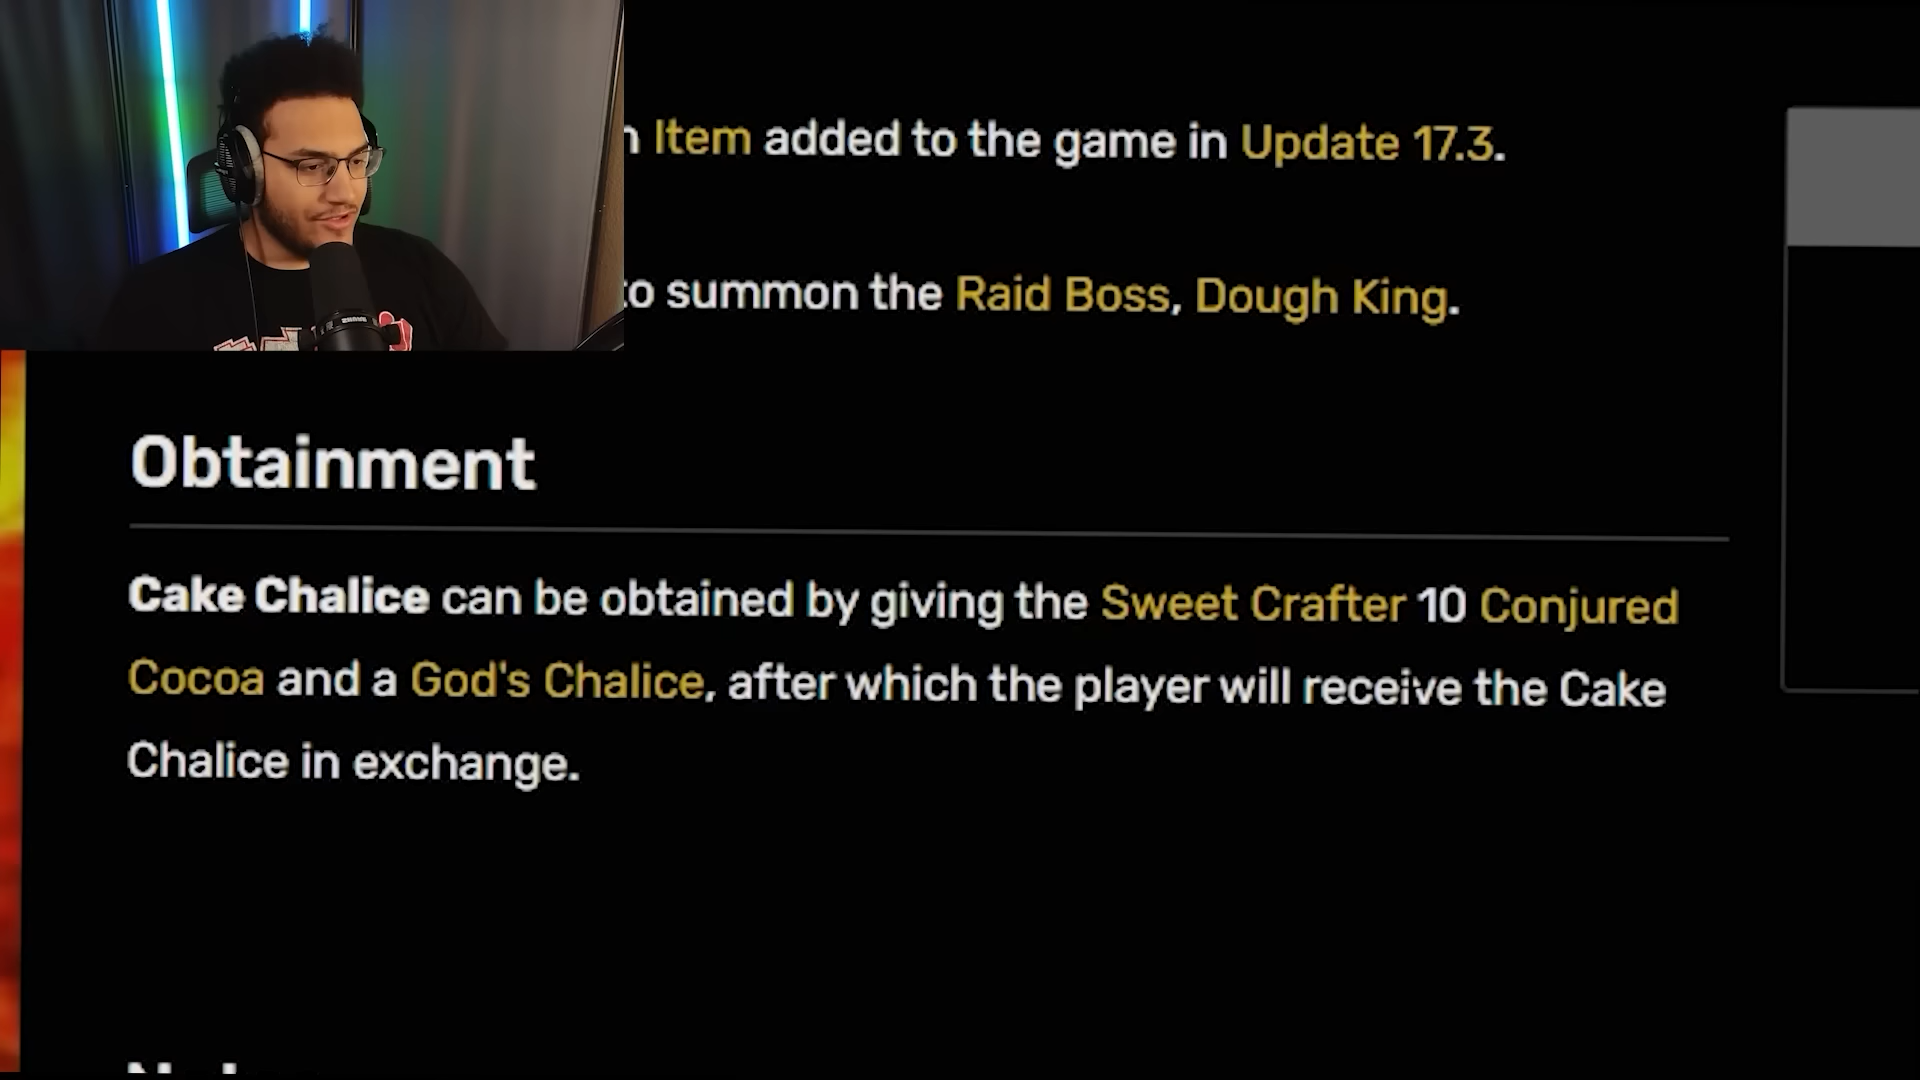 Item added to the game in Update 17.3.
to summon the Raid Boss, Dough King.
Obtainment
Cake Chalice can be obtained by giving the Sweet Crafter 10 Conjured
Cocoa and a God's Chalice, after which the player will receive the Cake
Chalice in exchange.